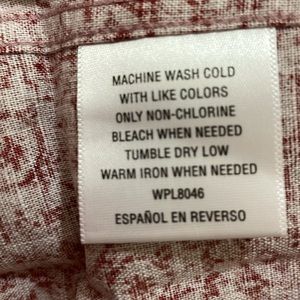 MACHINE WASH COLD
WITH LIKE COLORS
ONLY NON-CHLORINE
BLEACH WHEN NEEDED
TUMBLE DRY LOW
WARM IRON WHEN NEEDED
WPL8046
ESPAÑOL EN REVERSO